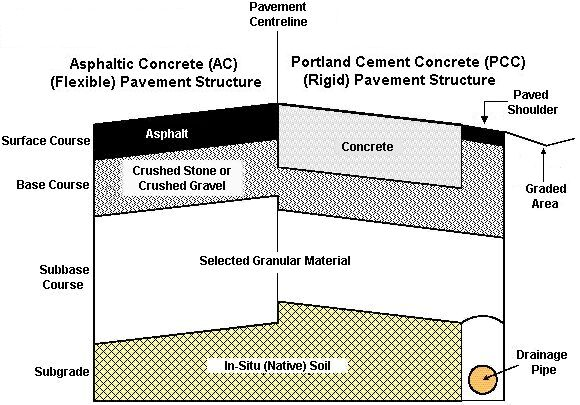 Pavement
Centreline
Asphaltic Concrete (AC)
(Flexible) Pavement Structure
Portland Cement Concrete (PCC)
(Rigid) Pavement Structure
Paved
Shoulder
Surface Course
Asphalt
Concrete
Base Course
Crushed Stone or
Crushed Gravel
Graded
Area
Subbase
Course
Selected Granular Material
Subgrade
In-Situ (Native) Soil
Drainage
Pipe